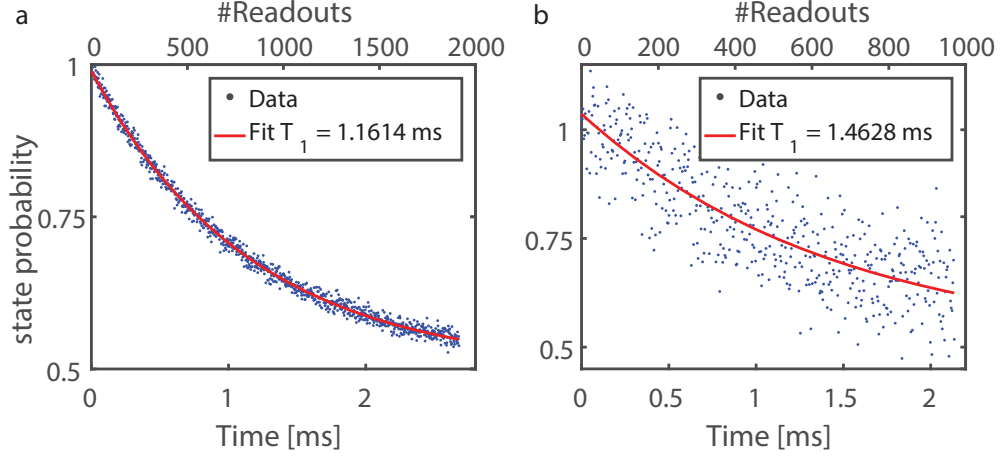 a
#Readouts
0 500 1000 1500 2000
1
0.75
0.5
state probability
Data
Fit T 1 = 1.1614 ms
0 1 2
Time [ms]
b
#Readouts
0 200 400 600 800 1000
1
0.75
0.5
Data
Fit T 1 = 1.4628 ms
0 0.5 1 1.5 2
Time [ms]